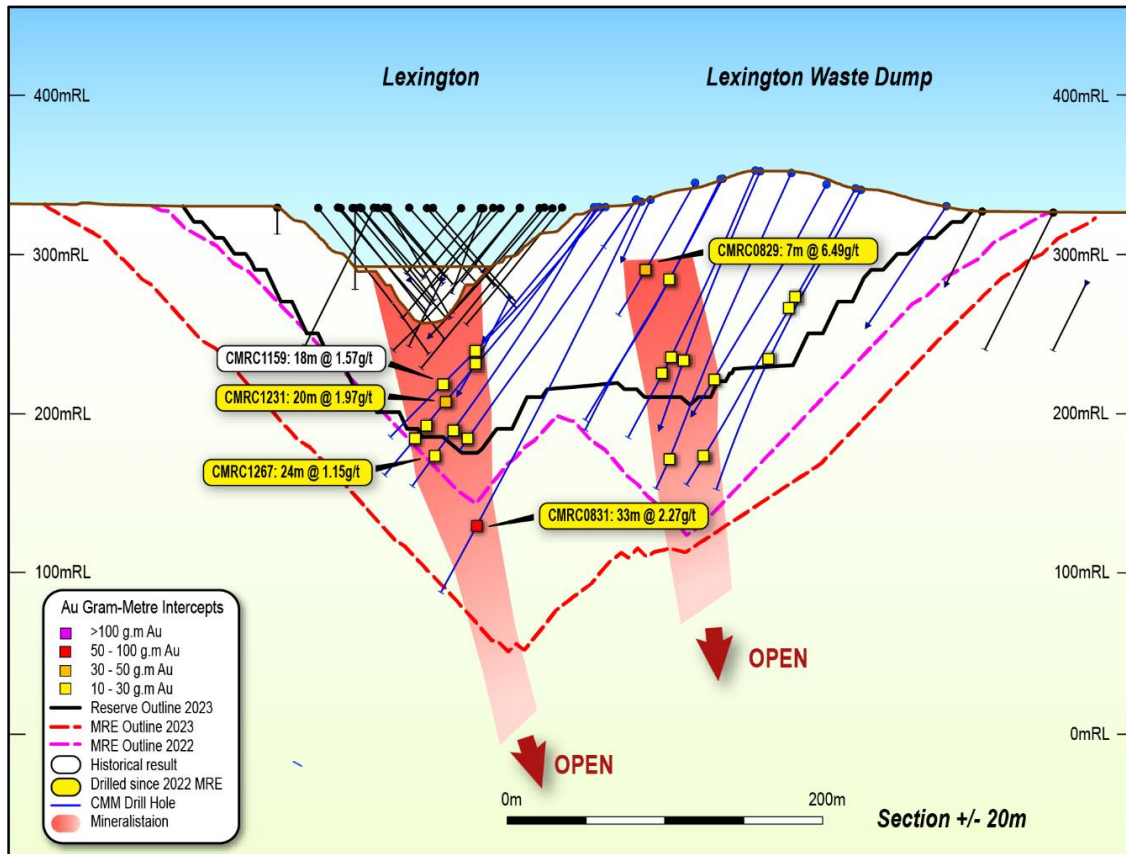 Lexington
Lexington Waste Dump
400mRL
400mRL
300mRL
300mRL
CMRC0829: 7m @ 6.49g/t
CMRC1159: 18m @ 1.57g/t
CMRC1231: 20m @ 1.97g/t
200mRL
200mRL
CMRC1267: 24m @ 1.15g/t
CMRC0831: 33m @ 2.27g/t
100mRL
100mRL
Au Gram-Metre Intercepts
>100 g.m Au
50 - 100 g.m Au
30 - 50 g.m Au
10 - 30 g.m Au
Reserve Outline 2023
MRE Outline 2023
MRE Outline 2022
Historical result
Drilled since 2022 MRE
CMM Drill Hole
Mineralistaion
OPEN
OPEN
0mRL
0m
200m
Section +/- 20m